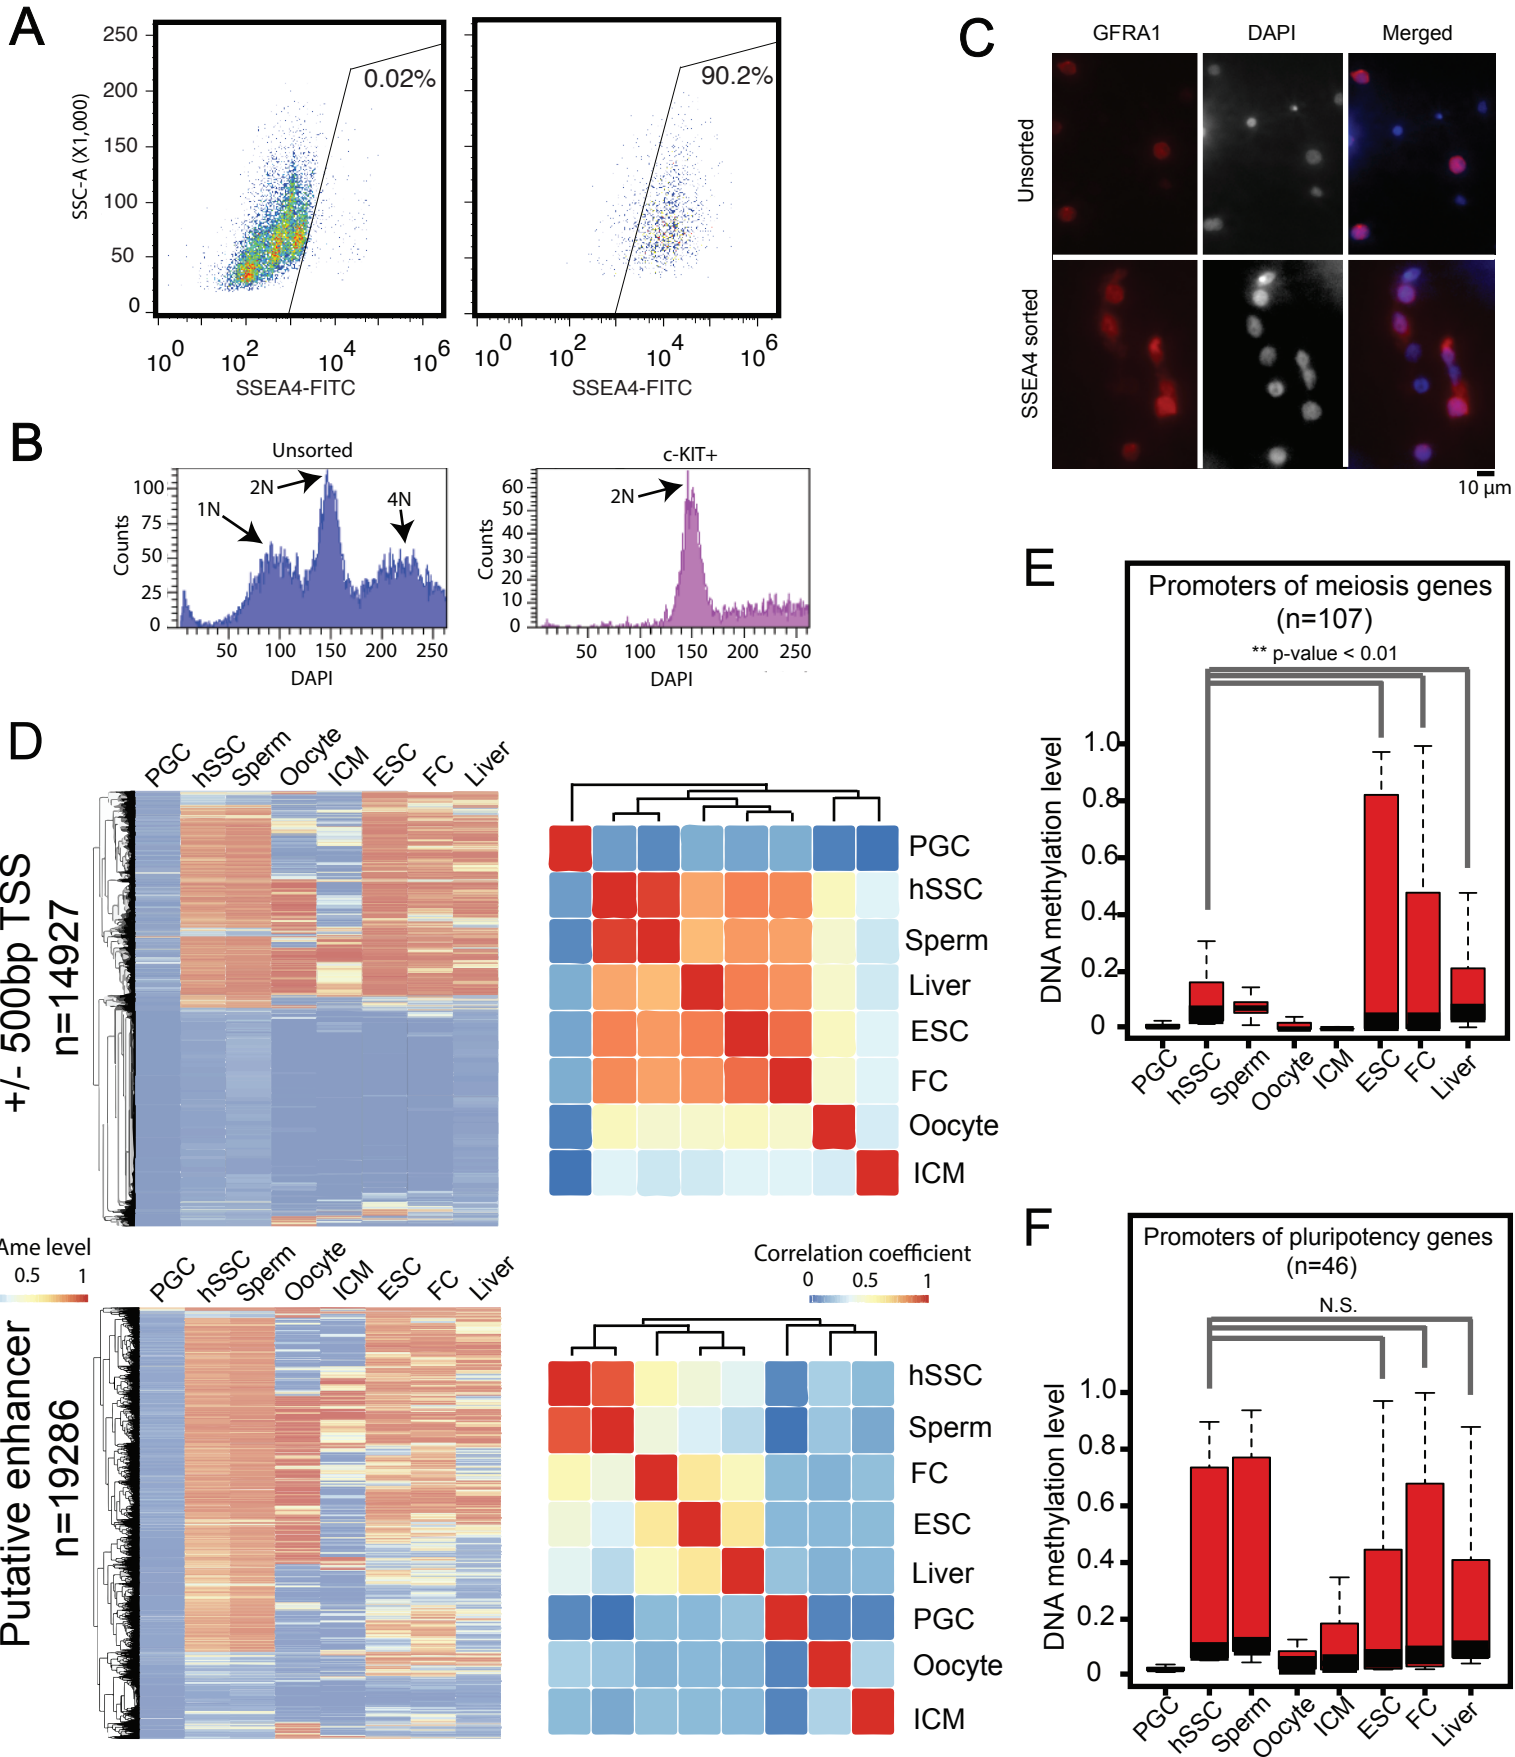 A
250
200
150
100
50
0
SSC-A (X1,000)
0.02%
90.2%
10^0 10^2 10^4 10^6
10^0 10^2 10^4 10^6
SSEA4-FITC
SSEA4-FITC
B
Unsorted
c-KIT+
1N
2N
4N
2N
Counts
100
75
50
25
0
Counts
60
50
40
30
20
10
0
50 100 150 200 250
50 100 150 200 250
DAPI
DAPI
C
GFRA1 DAPI Merged
Unsorted
SSEA4 sorted
10 µm
D
PGC hSSC Sperm Oocyte ICM ESC FC Liver
+/- 500bp TSS
n=14927
PGC
hSSC
Sperm
Liver
ESC
FC
Oocyte
ICM
Ame level
0.5 1
Correlation coefficient
0 0.5 1
PGC hSSC Sperm Oocyte ICM ESC FC Liver
Putative enhancer
n=19286
hSSC
Sperm
FC
ESC
Liver
PGC
Oocyte
ICM
E
Promoters of meiosis genes
(n=107)
** p-value < 0.01
DNA methylation level
1.0
0.8
0.6
0.4
0.2
0
PGC hSSC Sperm Oocyte ICM ESC FC Liver
F
Promoters of pluripotency genes
(n=46)
N.S.
DNA methylation level
1.0
0.8
0.6
0.4
0.2
0
PGC hSSC Sperm Oocyte ICM ESC FC Liver